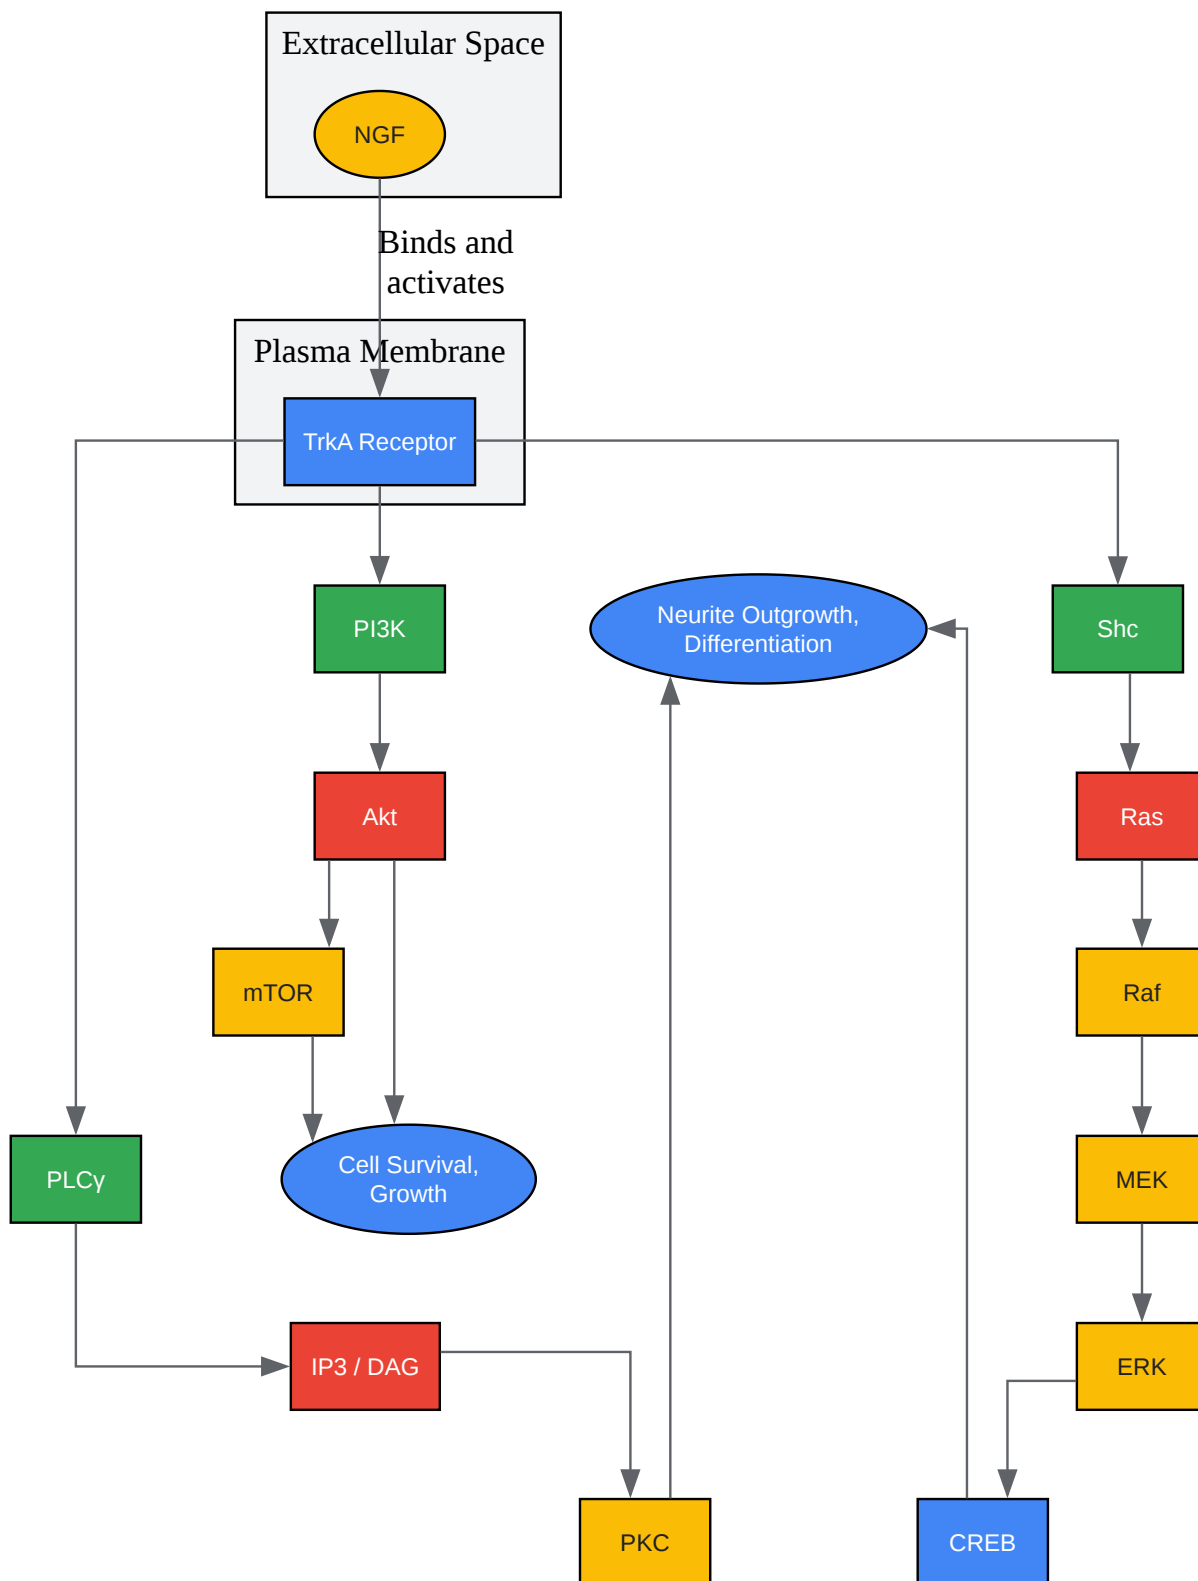 Extracellular Space
NGF
Binds and
activates
Plasma Membrane
TrkA Receptor
PI3K
Neurite Outgrowth,
Differentiation
Shc
Akt
Ras
mTOR
Raf
PLCγ
Cell Survival,
Growth
MEK
IP3 / DAG
ERK
PKC
CREB